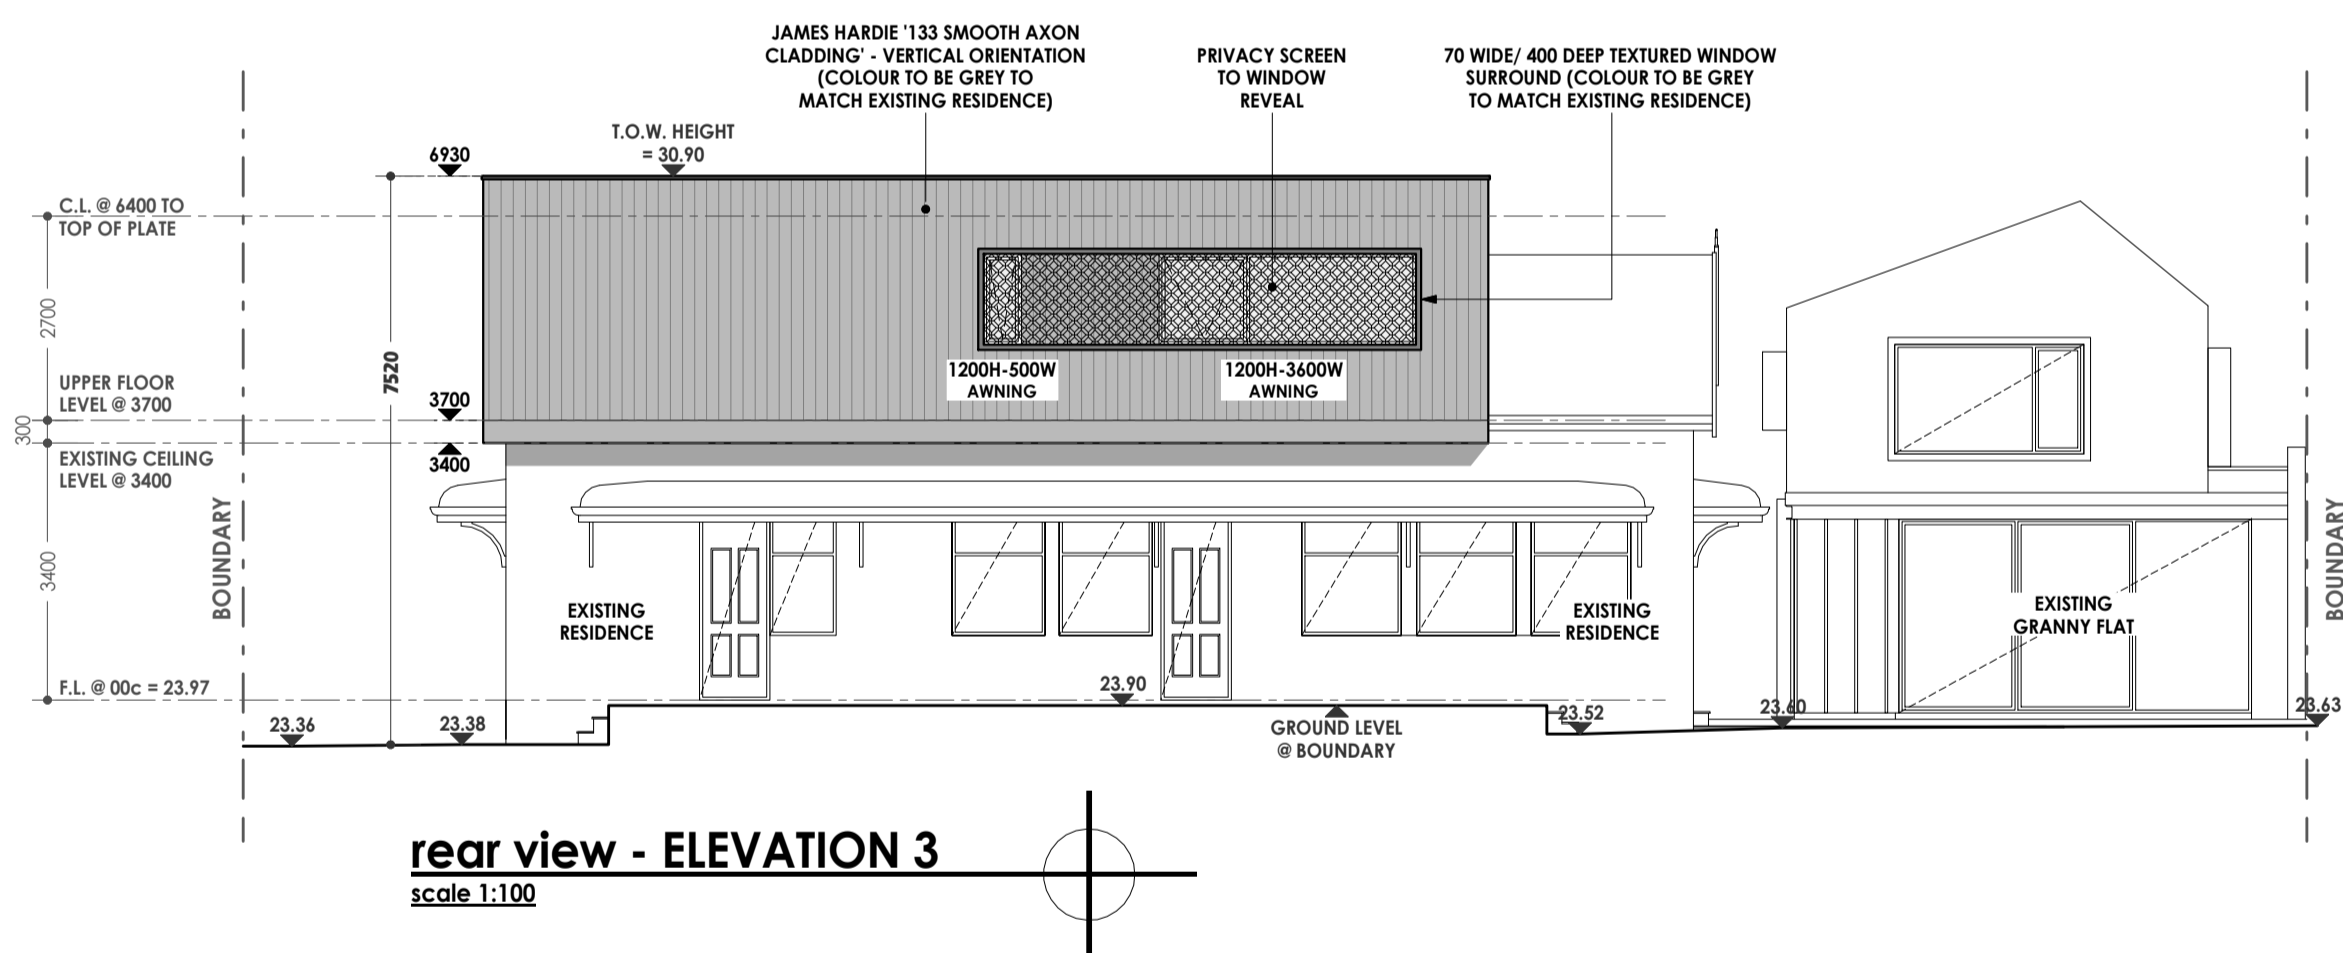 JAMES HARDIE '133 SMOOTH AXON
CLADDING' - VERTICAL ORIENTATION
(COLOUR TO BE GREY TO
MATCH EXISTING RESIDENCE)
PRIVACY SCREEN
TO WINDOW
REVEAL
70 WIDE/ 400 DEEP TEXTURED WINDOW
SURROUND (COLOUR TO BE GREY
TO MATCH EXISTING RESIDENCE)
T.O.W. HEIGHT
= 30.90
6930
C.L. @ 6400 TO
TOP OF PLATE
2700
7520
UPPER FLOOR
LEVEL @ 3700
3700
300
EXISTING CEILING
LEVEL @ 3400
3400
1200H-500W
AWNING
1200H-3600W
AWNING
BOUNDARY
3400
EXISTING
RESIDENCE
EXISTING
RESIDENCE
EXISTING
GRANNY FLAT
BOUNDARY
F.L. @ 00c = 23.97
23.36
23.38
23.90
GROUND LEVEL
@ BOUNDARY
23.52
23.60
23.63
rear view - ELEVATION 3
scale 1:100